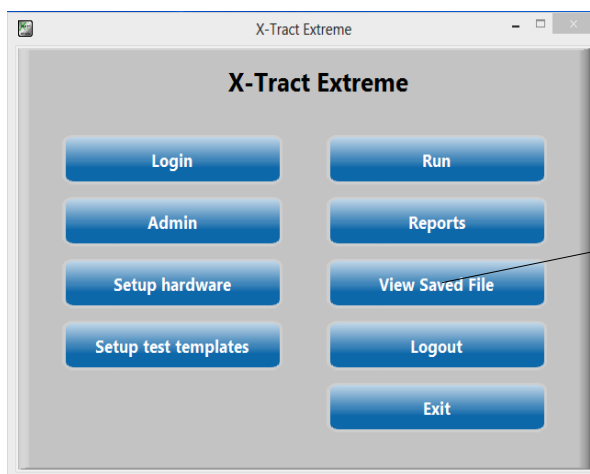 X-Tract Extreme
X-Tract Extreme
Login
Run
Admin
Reports
Setup hardware
View Saved File
Setup test templates
Logout
Exit